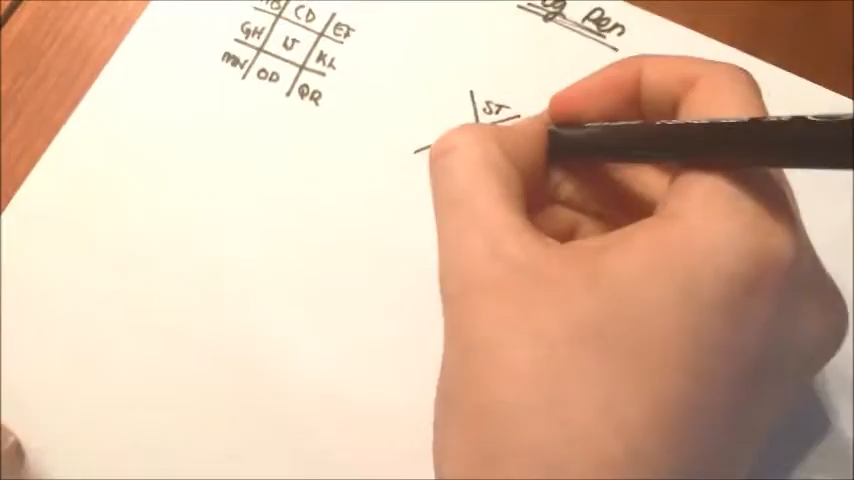 Pen
CD EF
GH IJ KL
MN OP QR
ST